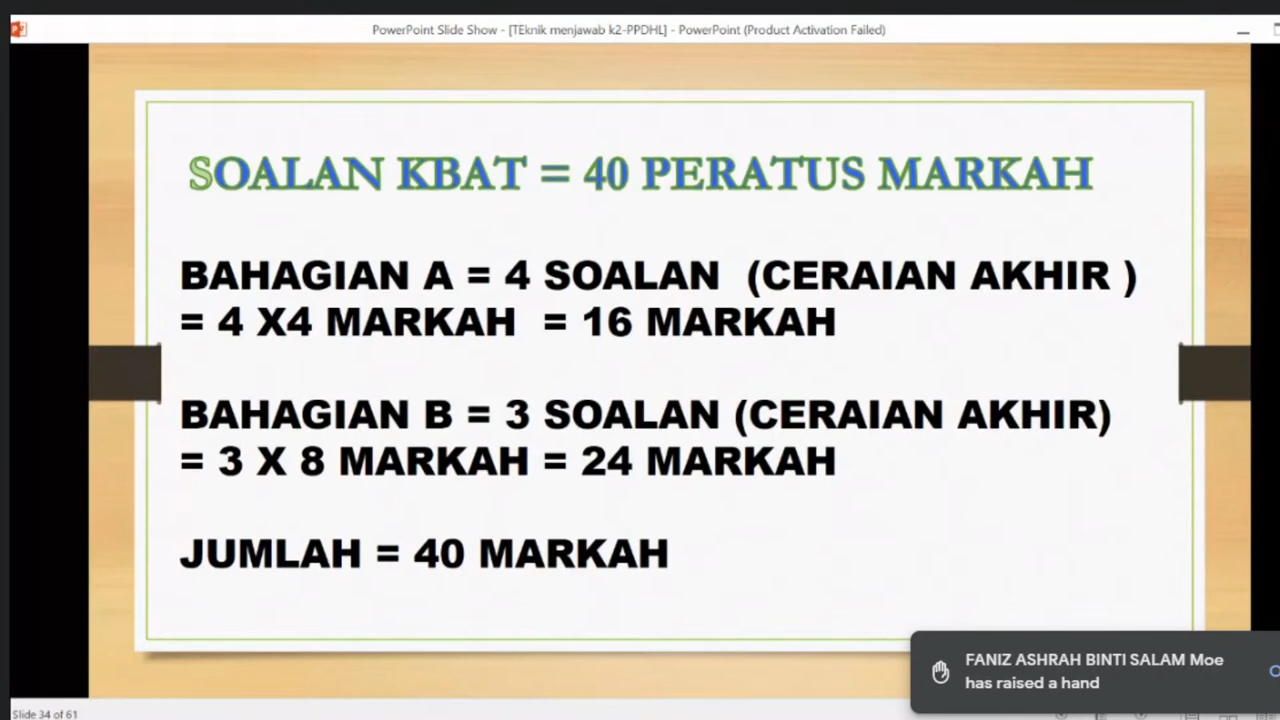 PowerPoint Slide Show - [TEknik menjawab k2-PPDHL] - PowerPoint (Product Activation Failed)
SOALAN KBAT = 40 PERATUS MARKAH
BAHAGIAN A = 4 SOALAN (CERAIAN AKHIR )
= 4 X4 MARKAH = 16 MARKAH
BAHAGIAN B = 3 SOALAN (CERAIAN AKHIR)
= 3 X 8 MARKAH = 24 MARKAH
JUMLAH = 40 MARKAH
FANIZ ASHRAH BINTI SALAM Moe
has raised a hand
Slide 34 of 61